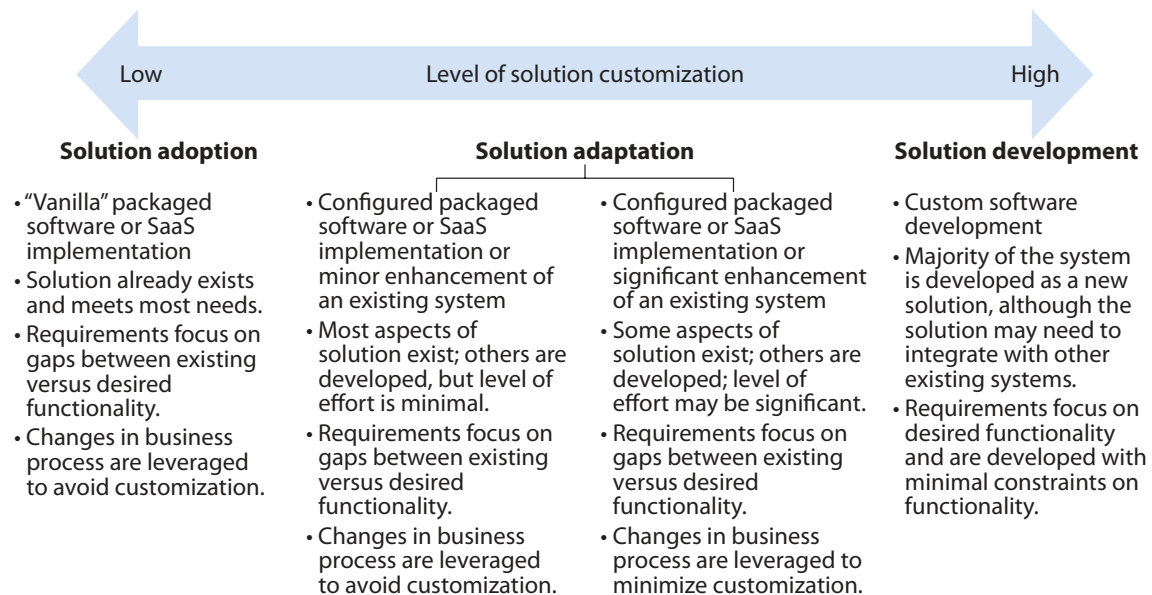 Low Level of solution customization High
Solution adoption
• “Vanilla” packaged
software or SaaS
implementation
• Solution already exists
and meets most needs.
• Requirements focus on
gaps between existing
versus desired
functionality.
• Changes in business
process are leveraged
to avoid customization.
Solution adaptation
• Configured packaged
software or SaaS
implementation or
minor enhancement of
an existing system
• Most aspects of
solution exist; others are
developed, but level of
effort is minimal.
• Requirements focus on
gaps between existing
versus desired
functionality.
• Changes in business
process are leveraged
to avoid customization.
• Configured packaged
software or SaaS
implementation or
significant enhancement
of an existing system
• Some aspects of
solution exist; others are
developed; level of
effort may be significant.
• Requirements focus on
gaps between existing
versus desired
functionality.
• Changes in business
process are leveraged to
minimize customization.
Solution development
• Custom software
development
• Majority of the system
is developed as a new
solution, although the
solution may need to
integrate with other
existing systems.
• Requirements focus on
desired functionality
and are developed with
minimal constraints on
functionality.